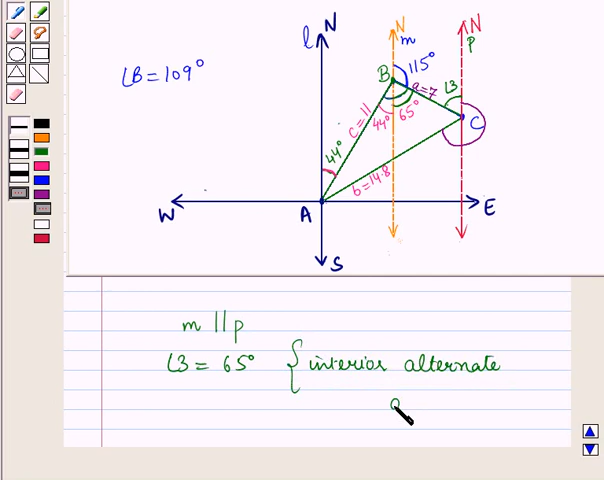 l N
N
m
N
p
∠B = 109°
B
115°
a = 7
∠3
c = 11
44°
65°
C
44°
b = 14.8
W
A
E
S
m || p
∠3 = 65° { interior alternate